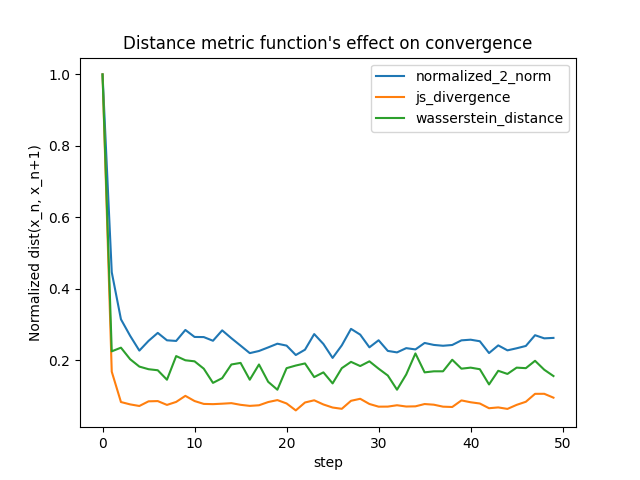 Distance metric function's effect on convergence
normalized_2_norm
js_divergence
wasserstein_distance
Normalized dist(x_n, x_n+1)
1.0
0.8
0.6
0.4
0.2
0 10 20 30 40 50
step